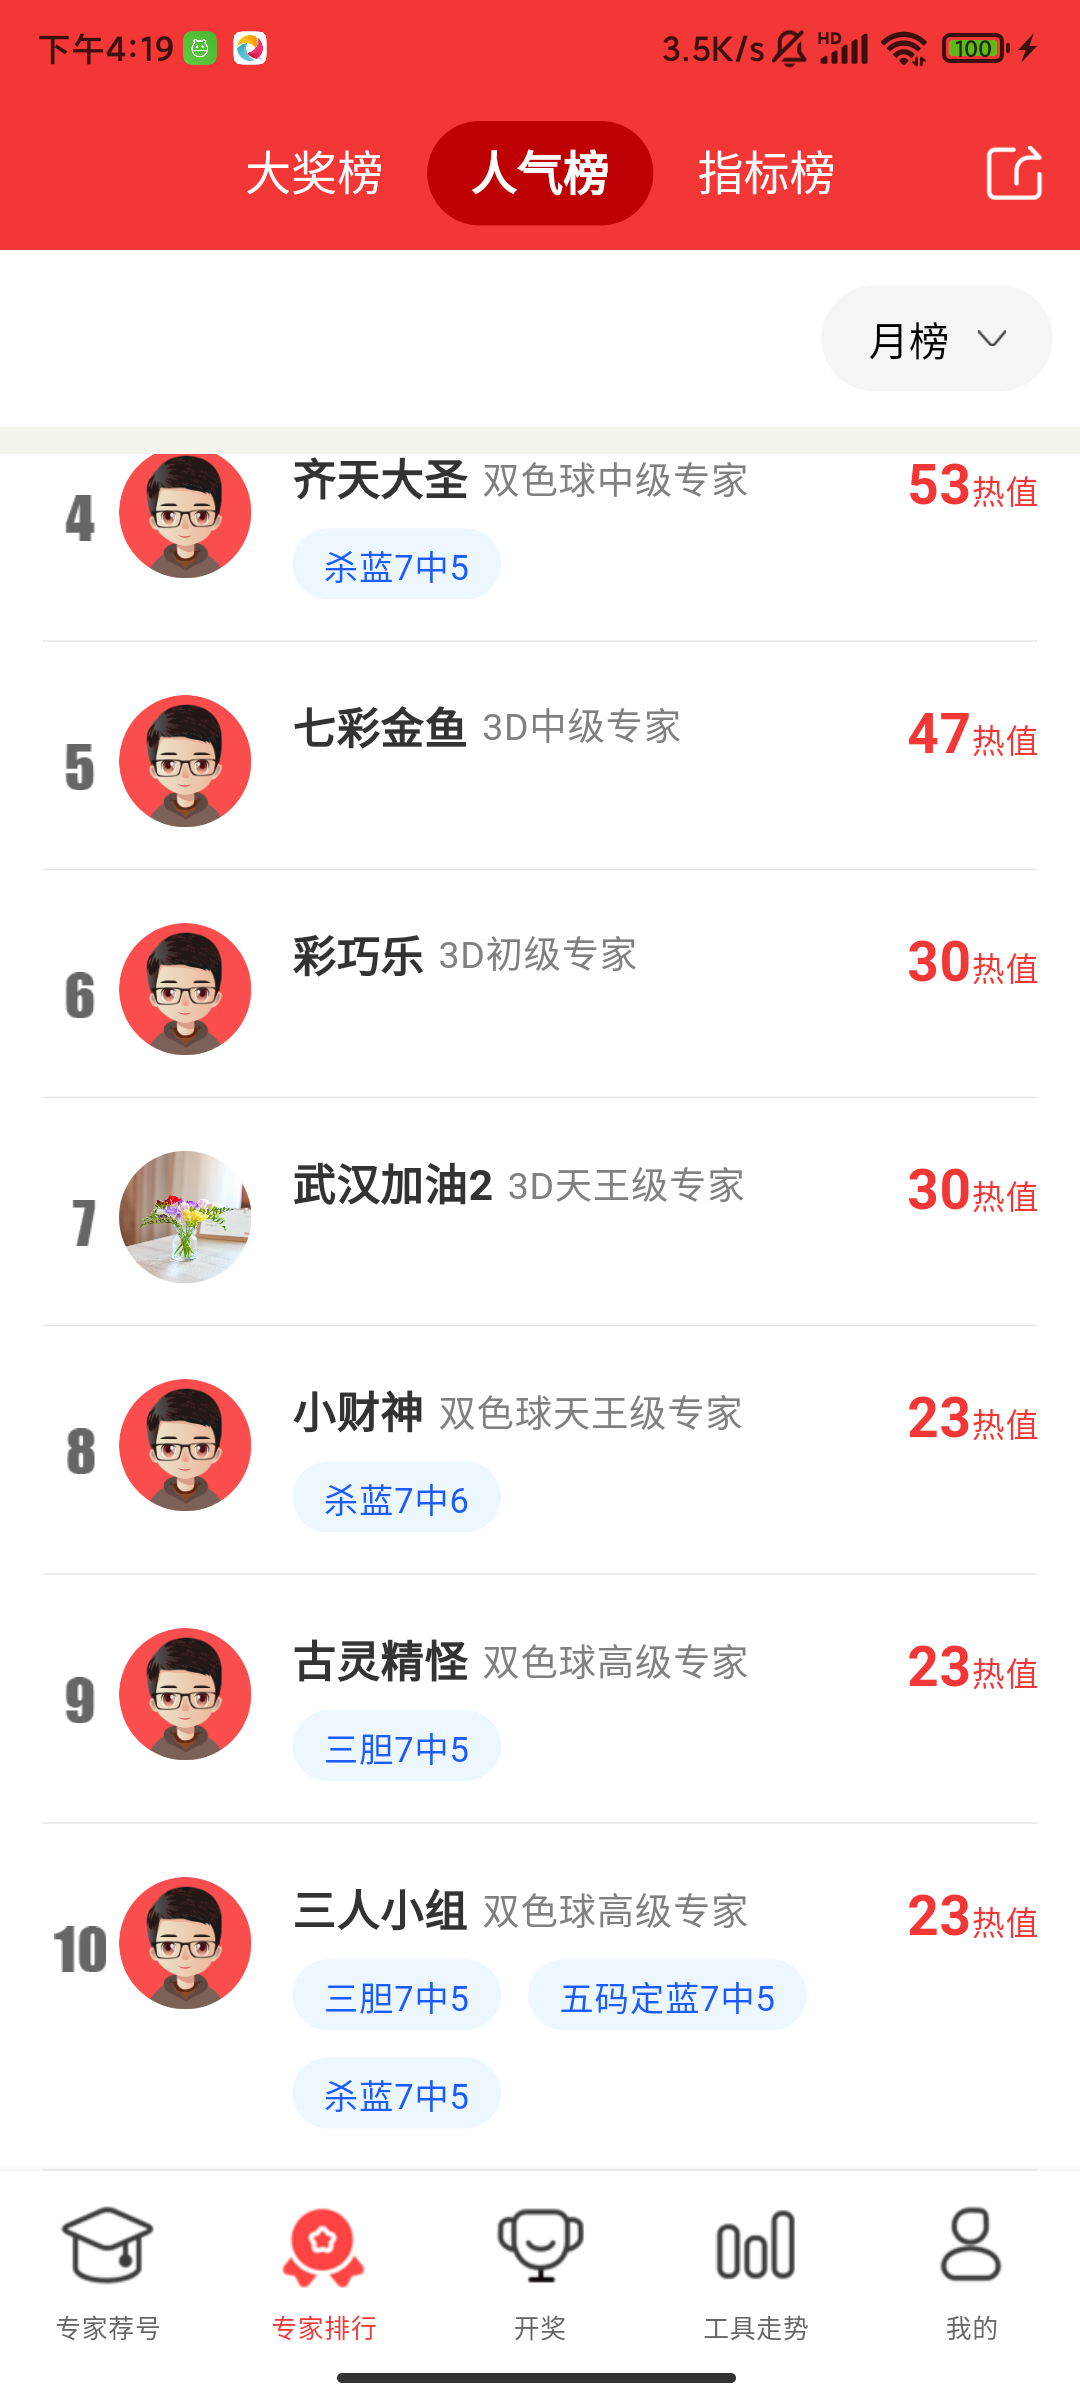 下午4:19 3.5K/s HD 100
大奖榜 人气榜 指标榜
月榜
4 齐天大圣 双色球中级专家 53热值
杀蓝7中5
5 七彩金鱼 3D中级专家 47热值
6 彩巧乐 3D初级专家 30热值
7 武汉加油2 3D天王级专家 30热值
8 小财神 双色球天王级专家 23热值
杀蓝7中6
9 古灵精怪 双色球高级专家 23热值
三胆7中5
10 三人小组 双色球高级专家 23热值
三胆7中5 五码定蓝7中5
杀蓝7中5
专家荐号 专家排行 开奖 工具走势 我的